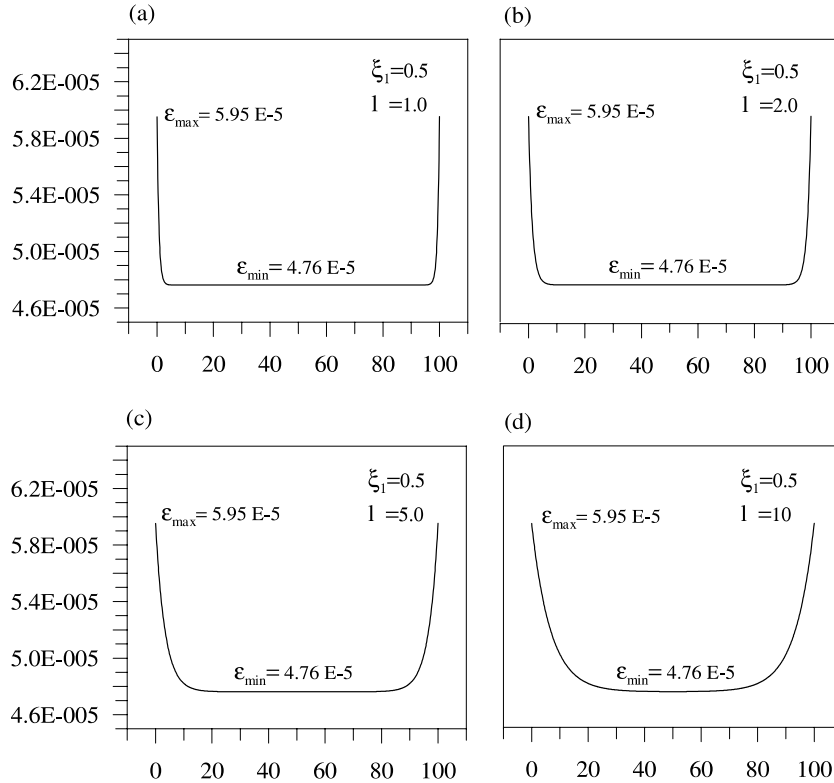 (a)
6.2E-005
5.8E-005
5.4E-005
5.0E-005
4.6E-005
ξ1=0.5
l =1.0
εmax= 5.95 E-5
εmin= 4.76 E-5
0 20 40 60 80 100
(b)
ξ1=0.5
l =2.0
εmax= 5.95 E-5
εmin= 4.76 E-5
0 20 40 60 80 100
(c)
6.2E-005
5.8E-005
5.4E-005
5.0E-005
4.6E-005
ξ1=0.5
l =5.0
εmax= 5.95 E-5
εmin= 4.76 E-5
0 20 40 60 80 100
(d)
ξ1=0.5
l =10
εmax= 5.95 E-5
εmin= 4.76 E-5
0 20 40 60 80 100